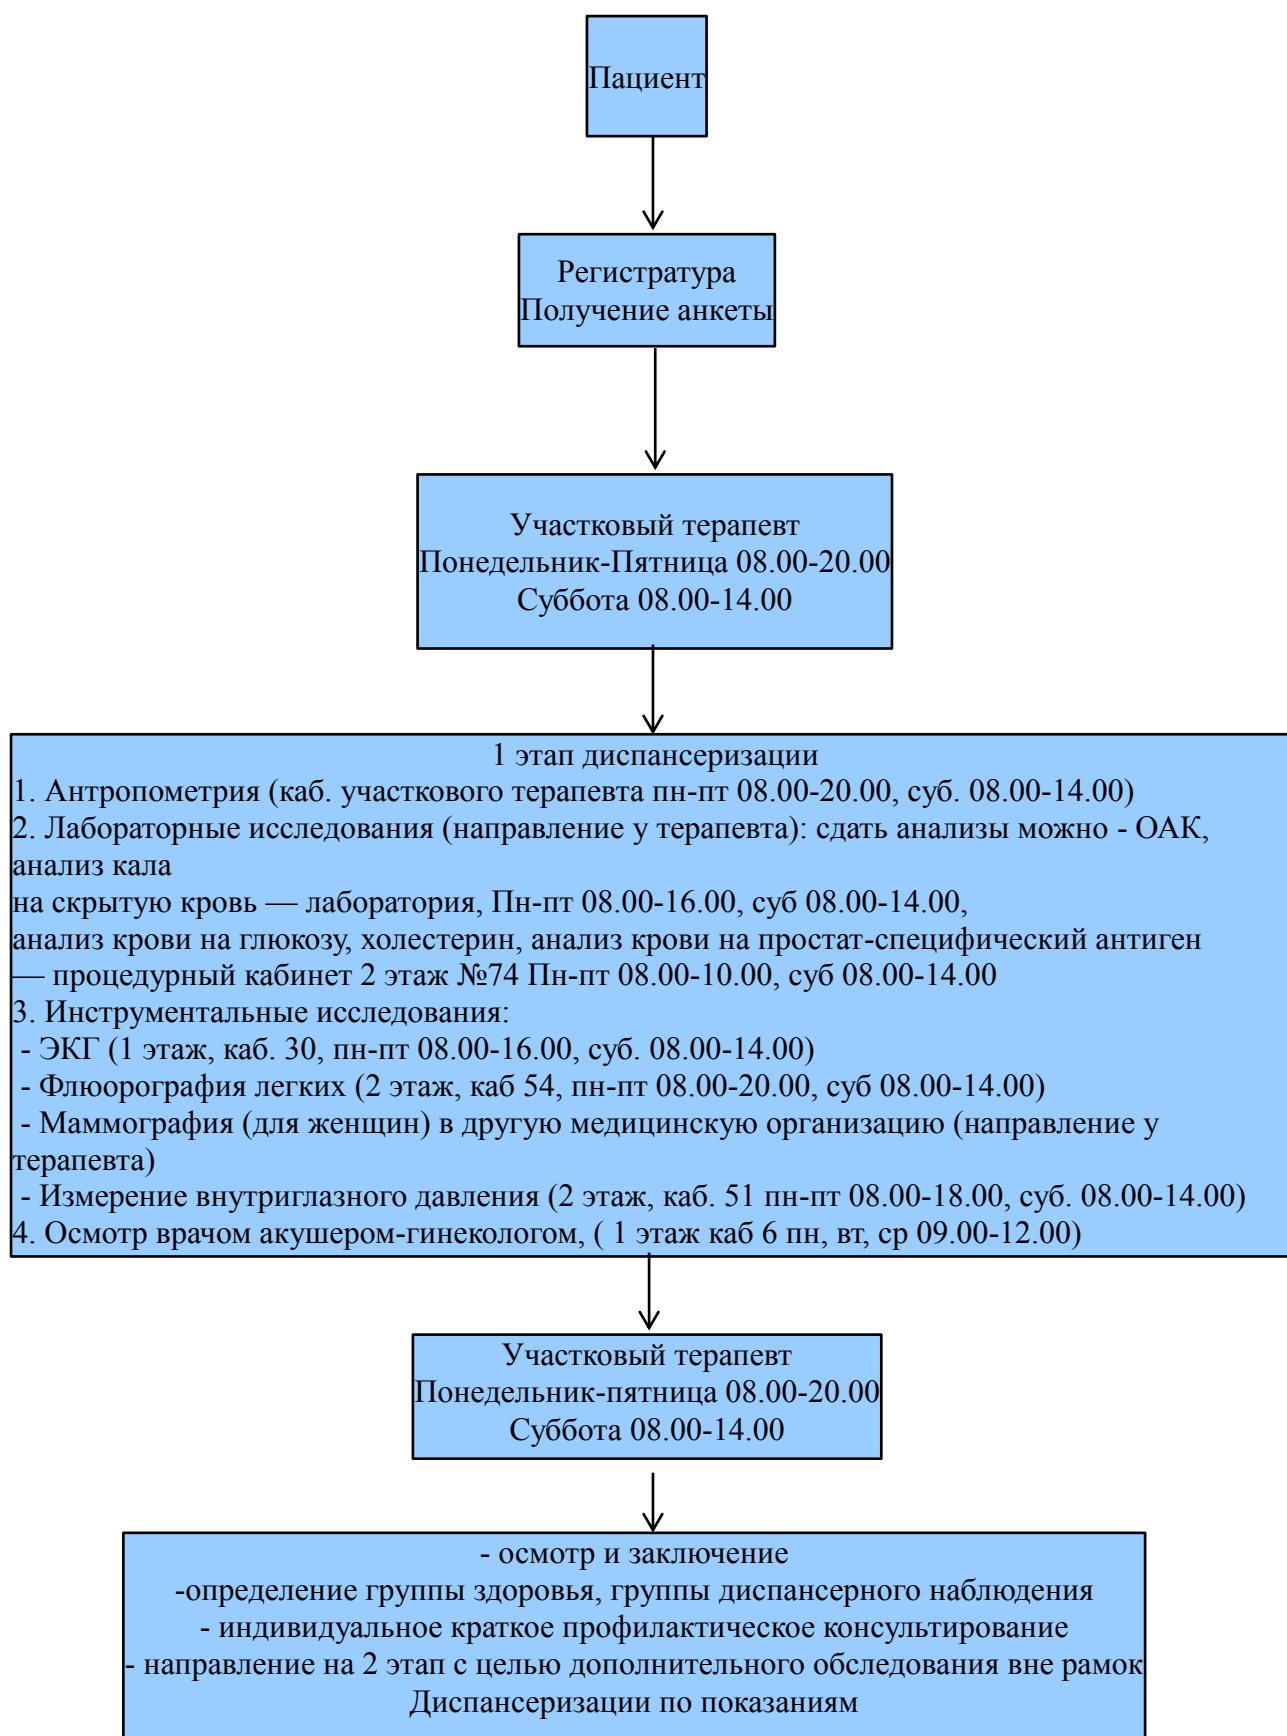 Пациент
Регистратура
Получение анкеты
Участковый терапевт
Понедельник-Пятница 08.00-20.00
Суббота 08.00-14.00
1 этап диспансеризации
1. Антропометрия (каб. участкового терапевта пн-пт 08.00-20.00, суб. 08.00-14.00)
2. Лабораторные исследования (направление у терапевта): сдать анализы можно - ОАК,
анализ кала
на скрытую кровь — лаборатория, Пн-пт 08.00-16.00, суб 08.00-14.00,
анализ крови на глюкозу, холестерин, анализ крови на простат-специфический антиген
— процедурный кабинет 2 этаж №74 Пн-пт 08.00-10.00, суб 08.00-14.00
3. Инструментальные исследования:
- ЭКГ (1 этаж, каб. 30, пн-пт 08.00-16.00, суб. 08.00-14.00)
- Флюорография легких (2 этаж, каб 54, пн-пт 08.00-20.00, суб 08.00-14.00)
- Маммография (для женщин) в другую медицинскую организацию (направление у
терапевта)
- Измерение внутриглазного давления (2 этаж, каб. 51 пн-пт 08.00-18.00, суб. 08.00-14.00)
4. Осмотр врачом акушером-гинекологом, ( 1 этаж каб 6 пн, вт, ср 09.00-12.00)
Участковый терапевт
Понедельник-пятница 08.00-20.00
Суббота 08.00-14.00
- осмотр и заключение
-определение группы здоровья, группы диспансерного наблюдения
- индивидуальное краткое профилактическое консультирование
- направление на 2 этап с целью дополнительного обследования вне рамок
Диспансеризации по показаниям